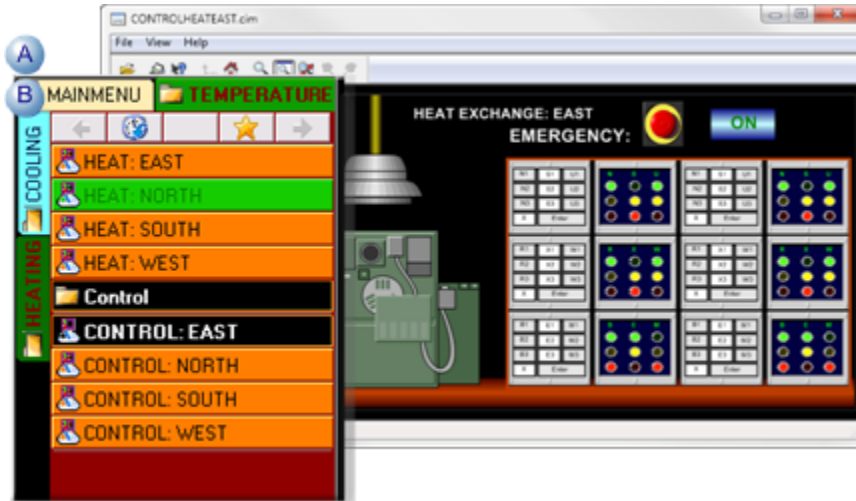 CONTROLHEATEAST.cim
File View Help
A
B
MAINMENU
TEMPERATURE
COOLING
HEATING
HEAT: EAST
HEAT: NORTH
HEAT: SOUTH
HEAT: WEST
Control
CONTROL: EAST
CONTROL: NORTH
CONTROL: SOUTH
CONTROL: WEST
HEAT EXCHANGE: EAST
EMERGENCY:
ON